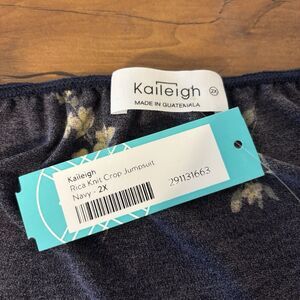 Kaileigh
2X
MADE IN GUATEMALA
Kaileigh
Rica Knit Crop Jumpsuit
Navy - 2X
291131663